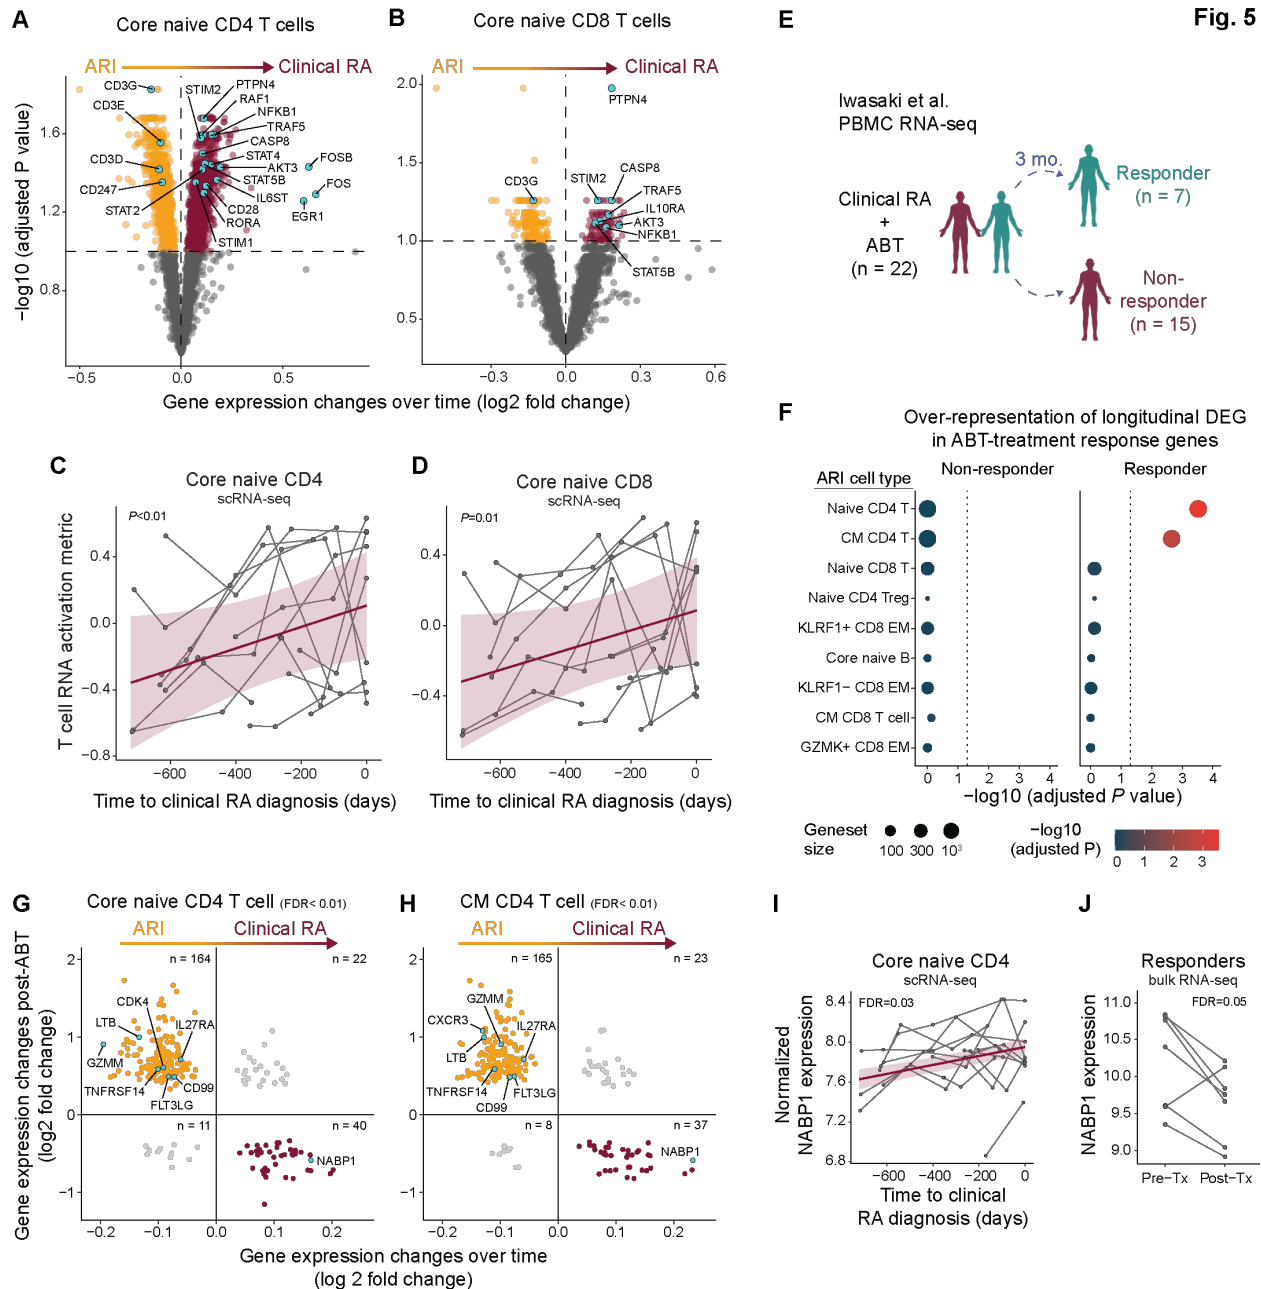 Fig. 5
A
Core naive CD4 T cells
ARI
Clinical RA
−log10 (adjusted P value)
1.6
1.2
0.8
CD3G
CD3E
CD3D
CD247
STAT2
STIM2
PTPN4
RAF1
NFKB1
TRAF5
CASP8
STAT4
AKT3
STAT5B
IL6ST
CD28
RORA
STIM1
FOSB
FOS
EGR1
−0.5
0.0
0.5
B
Core naive CD8 T cells
ARI
Clinical RA
2.0
1.5
1.0
0.5
PTPN4
CD3G
STIM2
CASP8
TRAF5
IL10RA
AKT3
NFKB1
STAT5B
−0.3
0.0
0.3
0.6
Gene expression changes over time (log2 fold change)
E
Iwasaki et al.
PBMC RNA-seq
Clinical RA
+
ABT
(n = 22)
3 mo.
Responder
(n = 7)
Non-
responder
(n = 15)
C
Core naive CD4
scRNA-seq
P<0.01
T cell RNA activation metric
0.4
0.0
−0.4
−0.8
−600
−400
−200
0
Time to clinical RA diagnosis (days)
D
Core naive CD8
scRNA-seq
P=0.01
0.4
0.0
−0.4
−600
−400
−200
0
Time to clinical RA diagnosis (days)
F
Over-representation of longitudinal DEG
in ABT-treatment response genes
ARI cell type
Non-responder
Responder
Naive CD4 T
CM CD4 T
Naive CD8 T
Naive CD4 Treg
KLRF1+ CD8 EM
Core naive B
KLRF1− CD8 EM
CM CD8 T cell
GZMK+ CD8 EM
0 1 2 3 4
0 1 2 3 4
−log10 (adjusted P value)
Geneset
size
100 300 10³
−log10
(adjusted P)
0 1 2 3
G
Core naive CD4 T cell (FDR< 0.01)
ARI
Clinical RA
Gene expression changes post-ABT
(log2 fold change)
2
1
0
−1
n = 164
n = 22
n = 11
n = 40
CDK4
LTB
IL27RA
GZMM
TNFRSF14
CD99
FLT3LG
NABP1
−0.2
−0.1
0.0
0.1
0.2
H
CM CD4 T cell (FDR< 0.01)
ARI
Clinical RA
2
1
0
−1
n = 165
n = 23
n = 8
n = 37
GZMM
CXCR3
IL27RA
LTB
TNFRSF14
FLT3LG
CD99
NABP1
−0.2
−0.1
0.0
0.1
0.2
Gene expression changes over time
(log 2 fold change)
I
Core naive CD4
scRNA-seq
FDR=0.03
Normalized
NABP1 expression
8.4
8.0
7.6
7.2
6.8
−600
−400
−200
0
Time to clinical
RA diagnosis (days)
J
Responders
bulk RNA-seq
FDR=0.05
NABP1 expression
11.0
10.5
10.0
9.5
9.0
Pre−Tx
Post−Tx